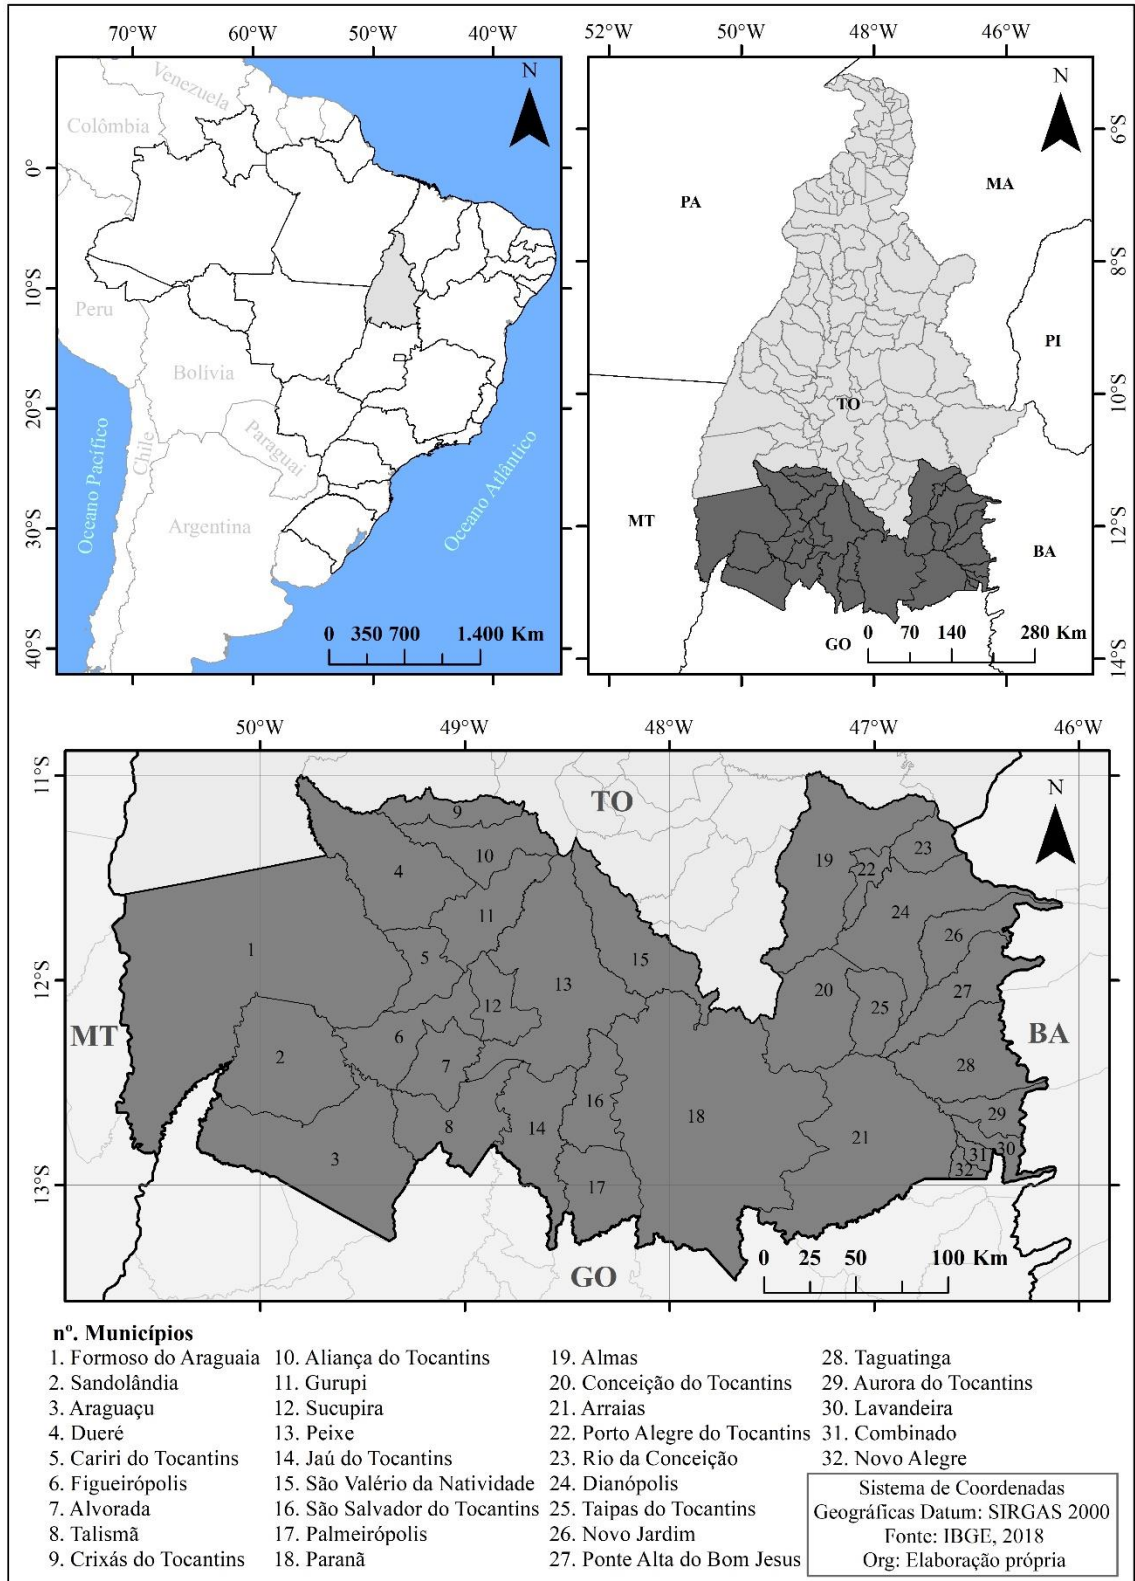 70°W 60°W 50°W 40°W
0° 10°S 20°S 30°S 40°S
N
Venezuela
Colômbia
Peru
Bolívia
Paraguai
Chile
Argentina
Oceano Pacífico
Oceano Atlântico
0 350 700 1.400 Km
52°W 50°W 48°W 46°W
6°S 8°S 10°S 12°S 14°S
N
PA
MA
PI
TO
MT
BA
GO
0 70 140 280 Km
50°W 49°W 48°W 47°W 46°W
11°S 12°S 13°S
N
TO
MT
BA
GO
1
2
3
4
5
6
7
8
9
10
11
12
13
14
15
16
17
18
19
20
21
22
23
24
25
26
27
28
29
30
31
32
0 25 50 100 Km
nº. Municípios
1. Formoso do Araguaia
2. Sandolândia
3. Araguaçu
4. Dueré
5. Cariri do Tocantins
6. Figueirópolis
7. Alvorada
8. Talismã
9. Crixás do Tocantins
10. Aliança do Tocantins
11. Gurupi
12. Sucupira
13. Peixe
14. Jaú do Tocantins
15. São Valério da Natividade
16. São Salvador do Tocantins
17. Palmeirópolis
18. Paranã
19. Almas
20. Conceição do Tocantins
21. Arraias
22. Porto Alegre do Tocantins
23. Rio da Conceição
24. Dianópolis
25. Taipas do Tocantins
26. Novo Jardim
27. Ponte Alta do Bom Jesus
28. Taguatinga
29. Aurora do Tocantins
30. Lavandeira
31. Combinado
32. Novo Alegre
Sistema de Coordenadas
Geográficas Datum: SIRGAS 2000
Fonte: IBGE, 2018
Org: Elaboração própria